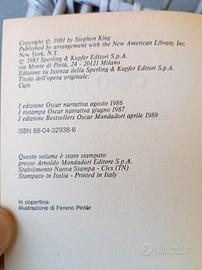 Copyright © 1981 by Stephen King
Published by arrangement with the New American Library, Inc.
New York, N.Y.
© 1983 Sperling & Kupfer Editori S.p.A.
via Monte di Pietà, 24 - 20121 Milano
Edizione su licenza della Sperling & Kupfer Editori S.p.A.
Titolo dell'opera originale:
Cujo
I edizione Oscar narrativa agosto 1986
I ristampa Oscar narrativa giugno 1987
I edizione Bestsellers Oscar Mondadori aprile 1989
ISBN 88-04-32938-6
Questo volume è stato stampato
presso Arnoldo Mondadori Editore S.p.A.
Stabilimento Nuova Stampa - Cles (TN)
Stampato in Italia - Printed in Italy
In copertina:
illustrazione di Ferenc Pintér
subito